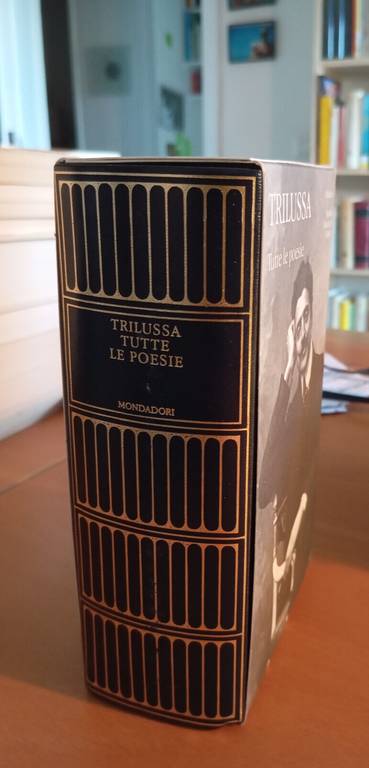 TRILUSSA
TUTTE
LE POESIE
MONDADORI
TRILUSSA
Tutte le poesie